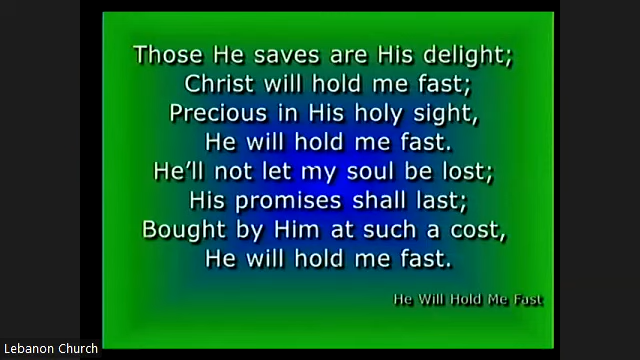 Those He saves are His delight;
Christ will hold me fast;
Precious in His holy sight,
He will hold me fast.
He'll not let my soul be lost;
His promises shall last;
Bought by Him at such a cost,
He will hold me fast.
He Will Hold Me Fast
Lebanon Church